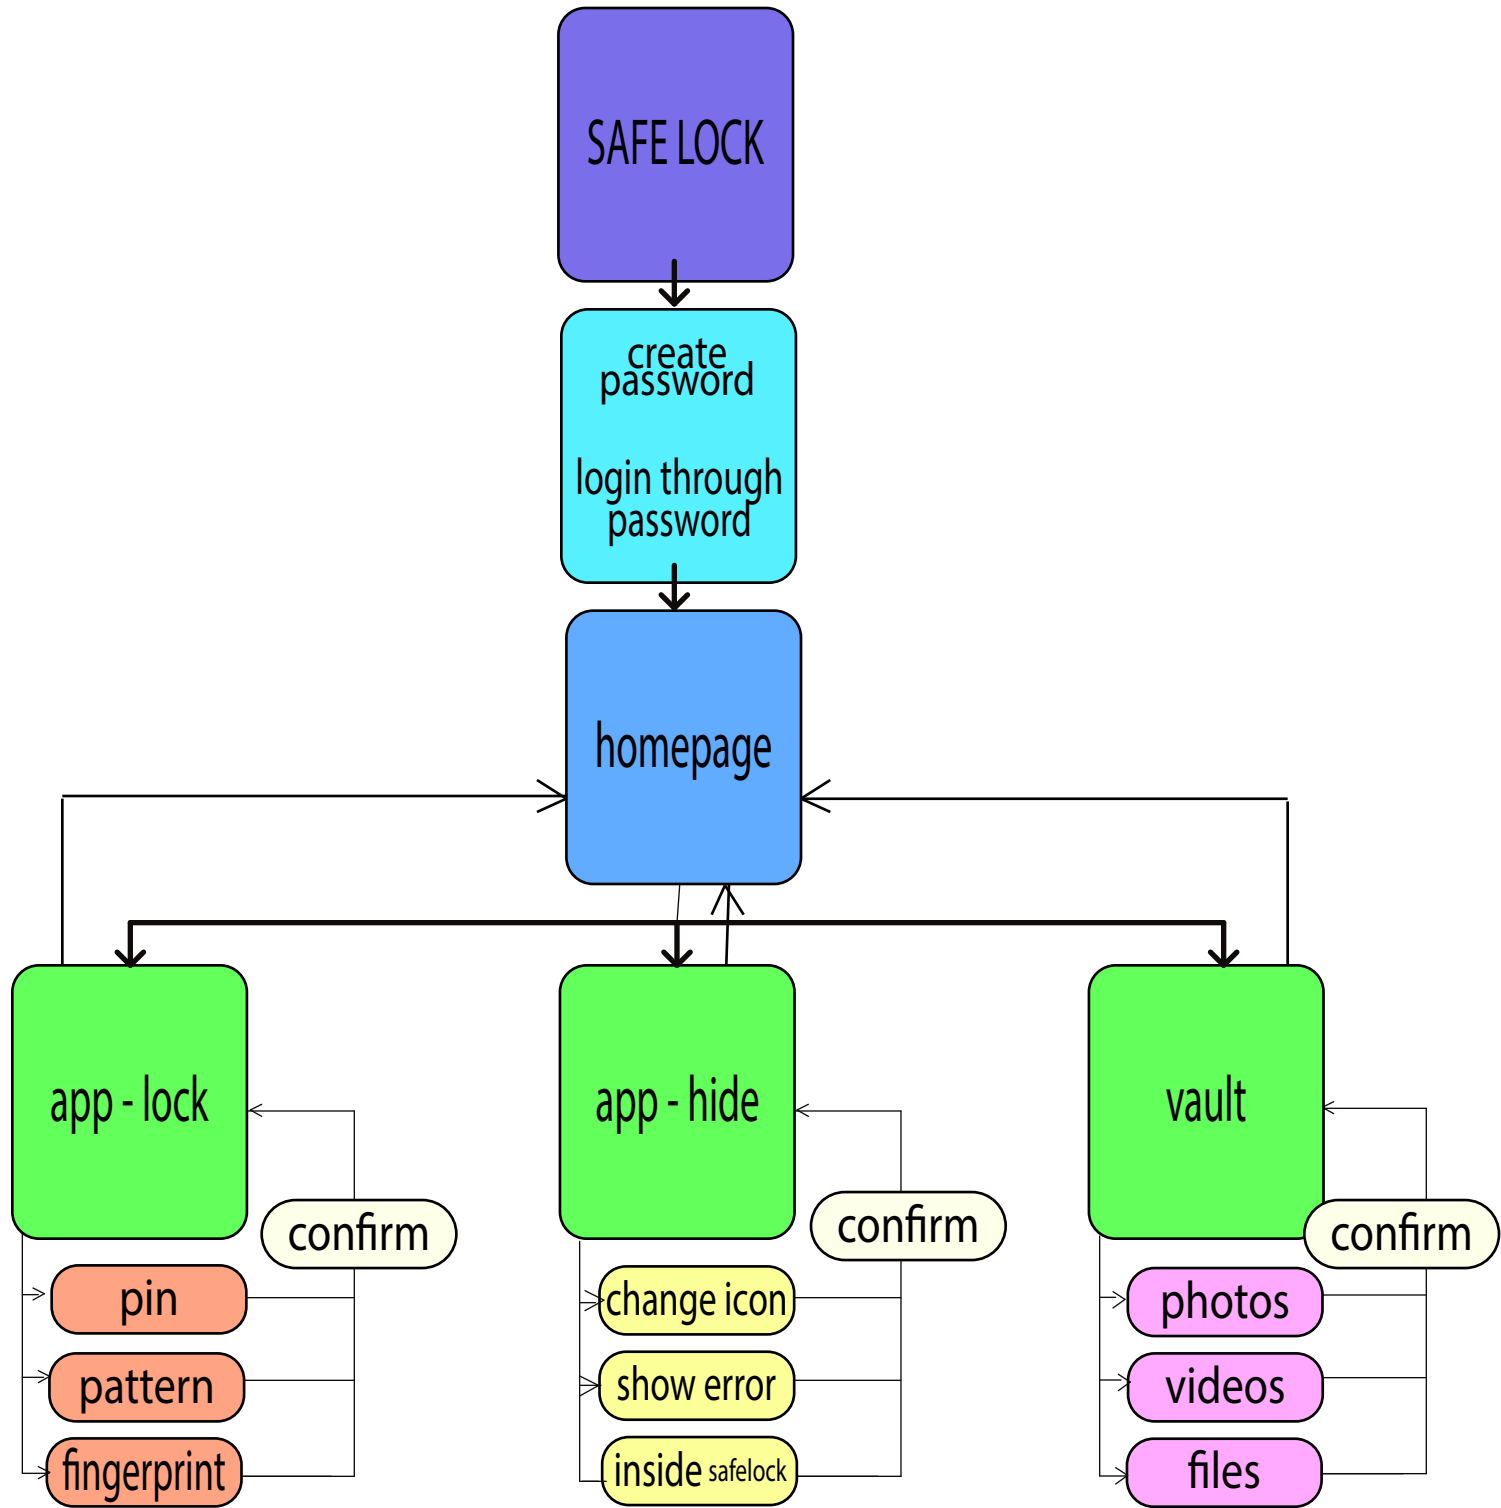 SAFE LOCK
create
password
login through
password
homepage
app - lock
app - hide
vault
confirm
confirm
confirm
pin
pattern
fingerprint
change icon
show error
inside safelock
photos
videos
files